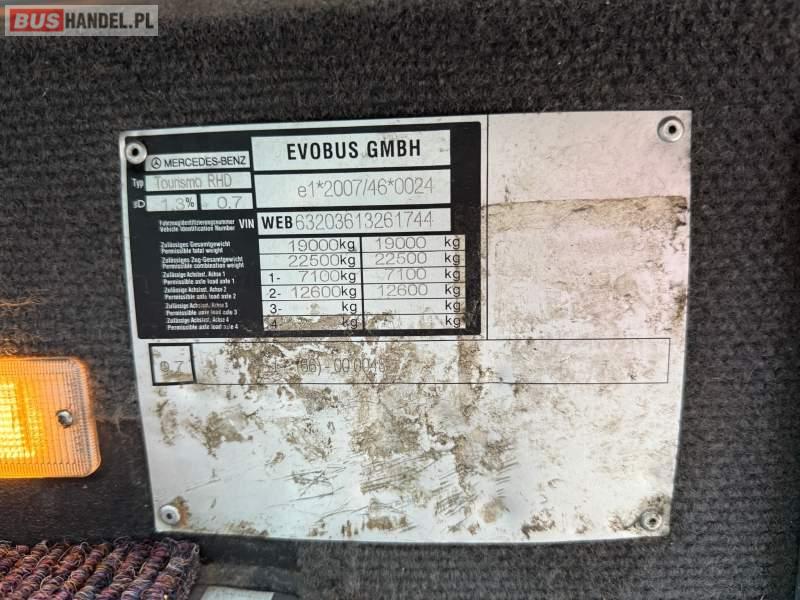 BUSHANDEL.PL
MERCEDES-BENZ EVOBUS GMBH
Typ Tourismo RHD e1*2007/46*0024
1.3% 0.7
Fahrzeugidentifizierungsnummer
Vehicle Identification Number VIN WEB63203613261744
Zulässiges Gesamtgewicht
Permissible total weight 19000kg 19000 kg
Zulässiges Zug-Gesamtgewicht
Permissible combination weight 22500kg 22500 kg
Zulässige Achslast, Achse 1
Permissible axle load axle 1 1- 7100kg 7100 kg
Zulässige Achslast, Achse 2
Permissible axle load axle 2 2- 12600kg 12600 kg
Zulässige Achslast, Achse 3
Permissible axle load axle 3 3- kg kg
Zulässige Achslast, Achse 4
Permissible axle load axle 4 4- kg kg
(66)-00 0048